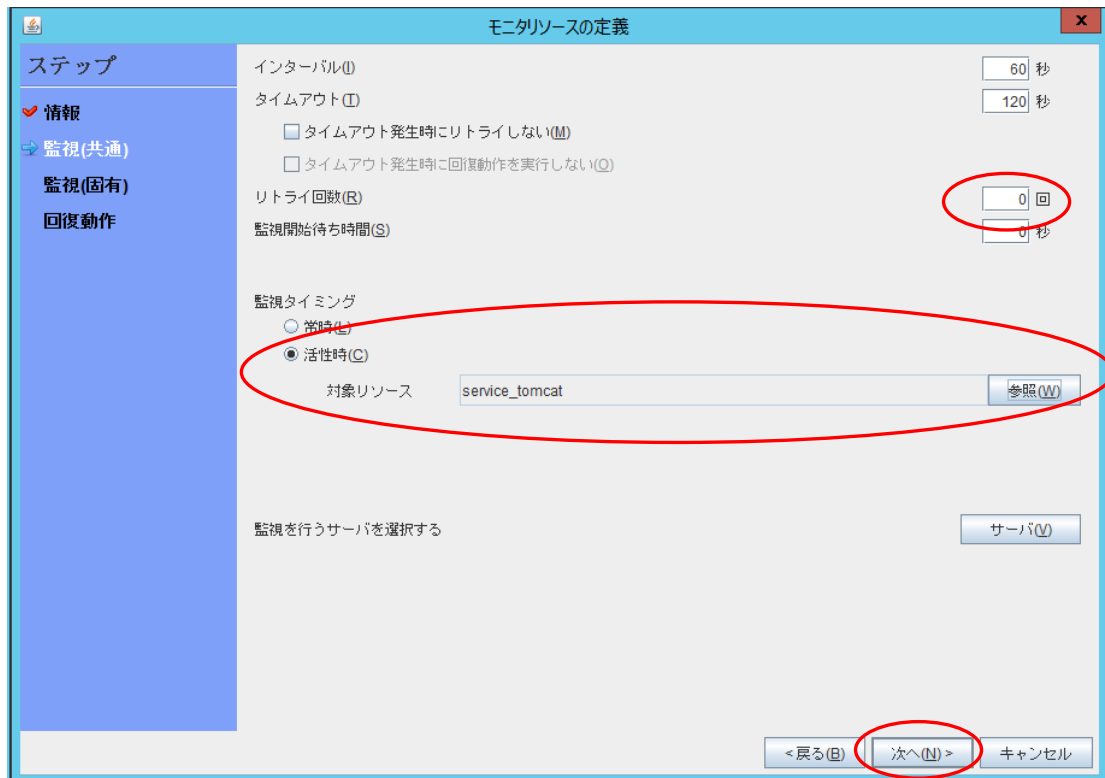 モニタリソースの定義
x
ステップ
情報
監視(共通)
監視(固有)
回復動作
インターバル(I) 60 秒
タイムアウト(T) 120 秒
タイムアウト発生時にリトライしない(M)
タイムアウト発生時に回復動作を実行しない(O)
リトライ回数(R) 0 回
監視開始待ち時間(S) 0 秒
監視タイミング
常時(L)
活性時(C)
対象リソース service_tomcat 参照(W)
監視を行うサーバを選択する サーバ(V)
<戻る(B) 次へ(N) > キャンセル